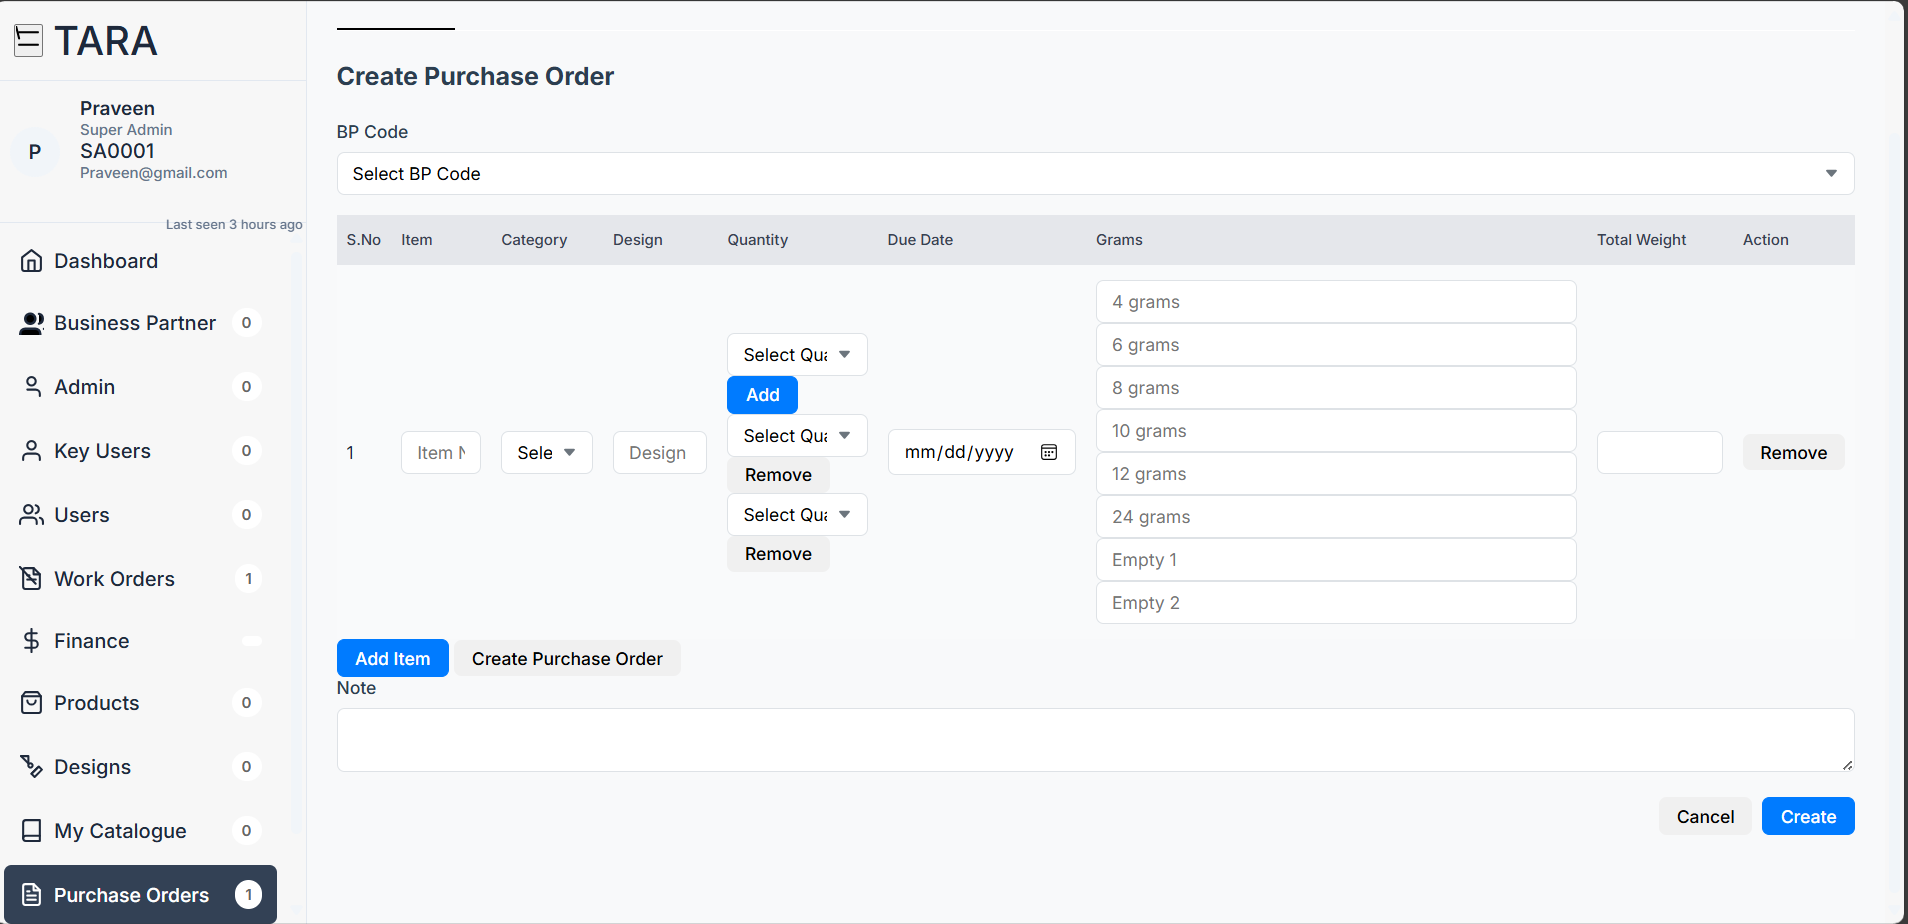 TARA
Praveen
Super Admin
SA0001
Praveen@gmail.com
P
Last seen 3 hours ago
Dashboard
Business Partner 0
Admin 0
Key Users 0
Users 0
Work Orders 1
Finance
Products 0
Designs 0
My Catalogue 0
Purchase Orders 1
Create Purchase Order
BP Code
Select BP Code
S.No Item Category Design Quantity Due Date Grams Total Weight Action
1
Item N
Sele
Design
Select Qua
Add
Select Qua
Remove
Select Qua
Remove
mm/dd/yyyy
4 grams
6 grams
8 grams
10 grams
12 grams
24 grams
Empty 1
Empty 2
Remove
Add Item Create Purchase Order
Note
Cancel Create